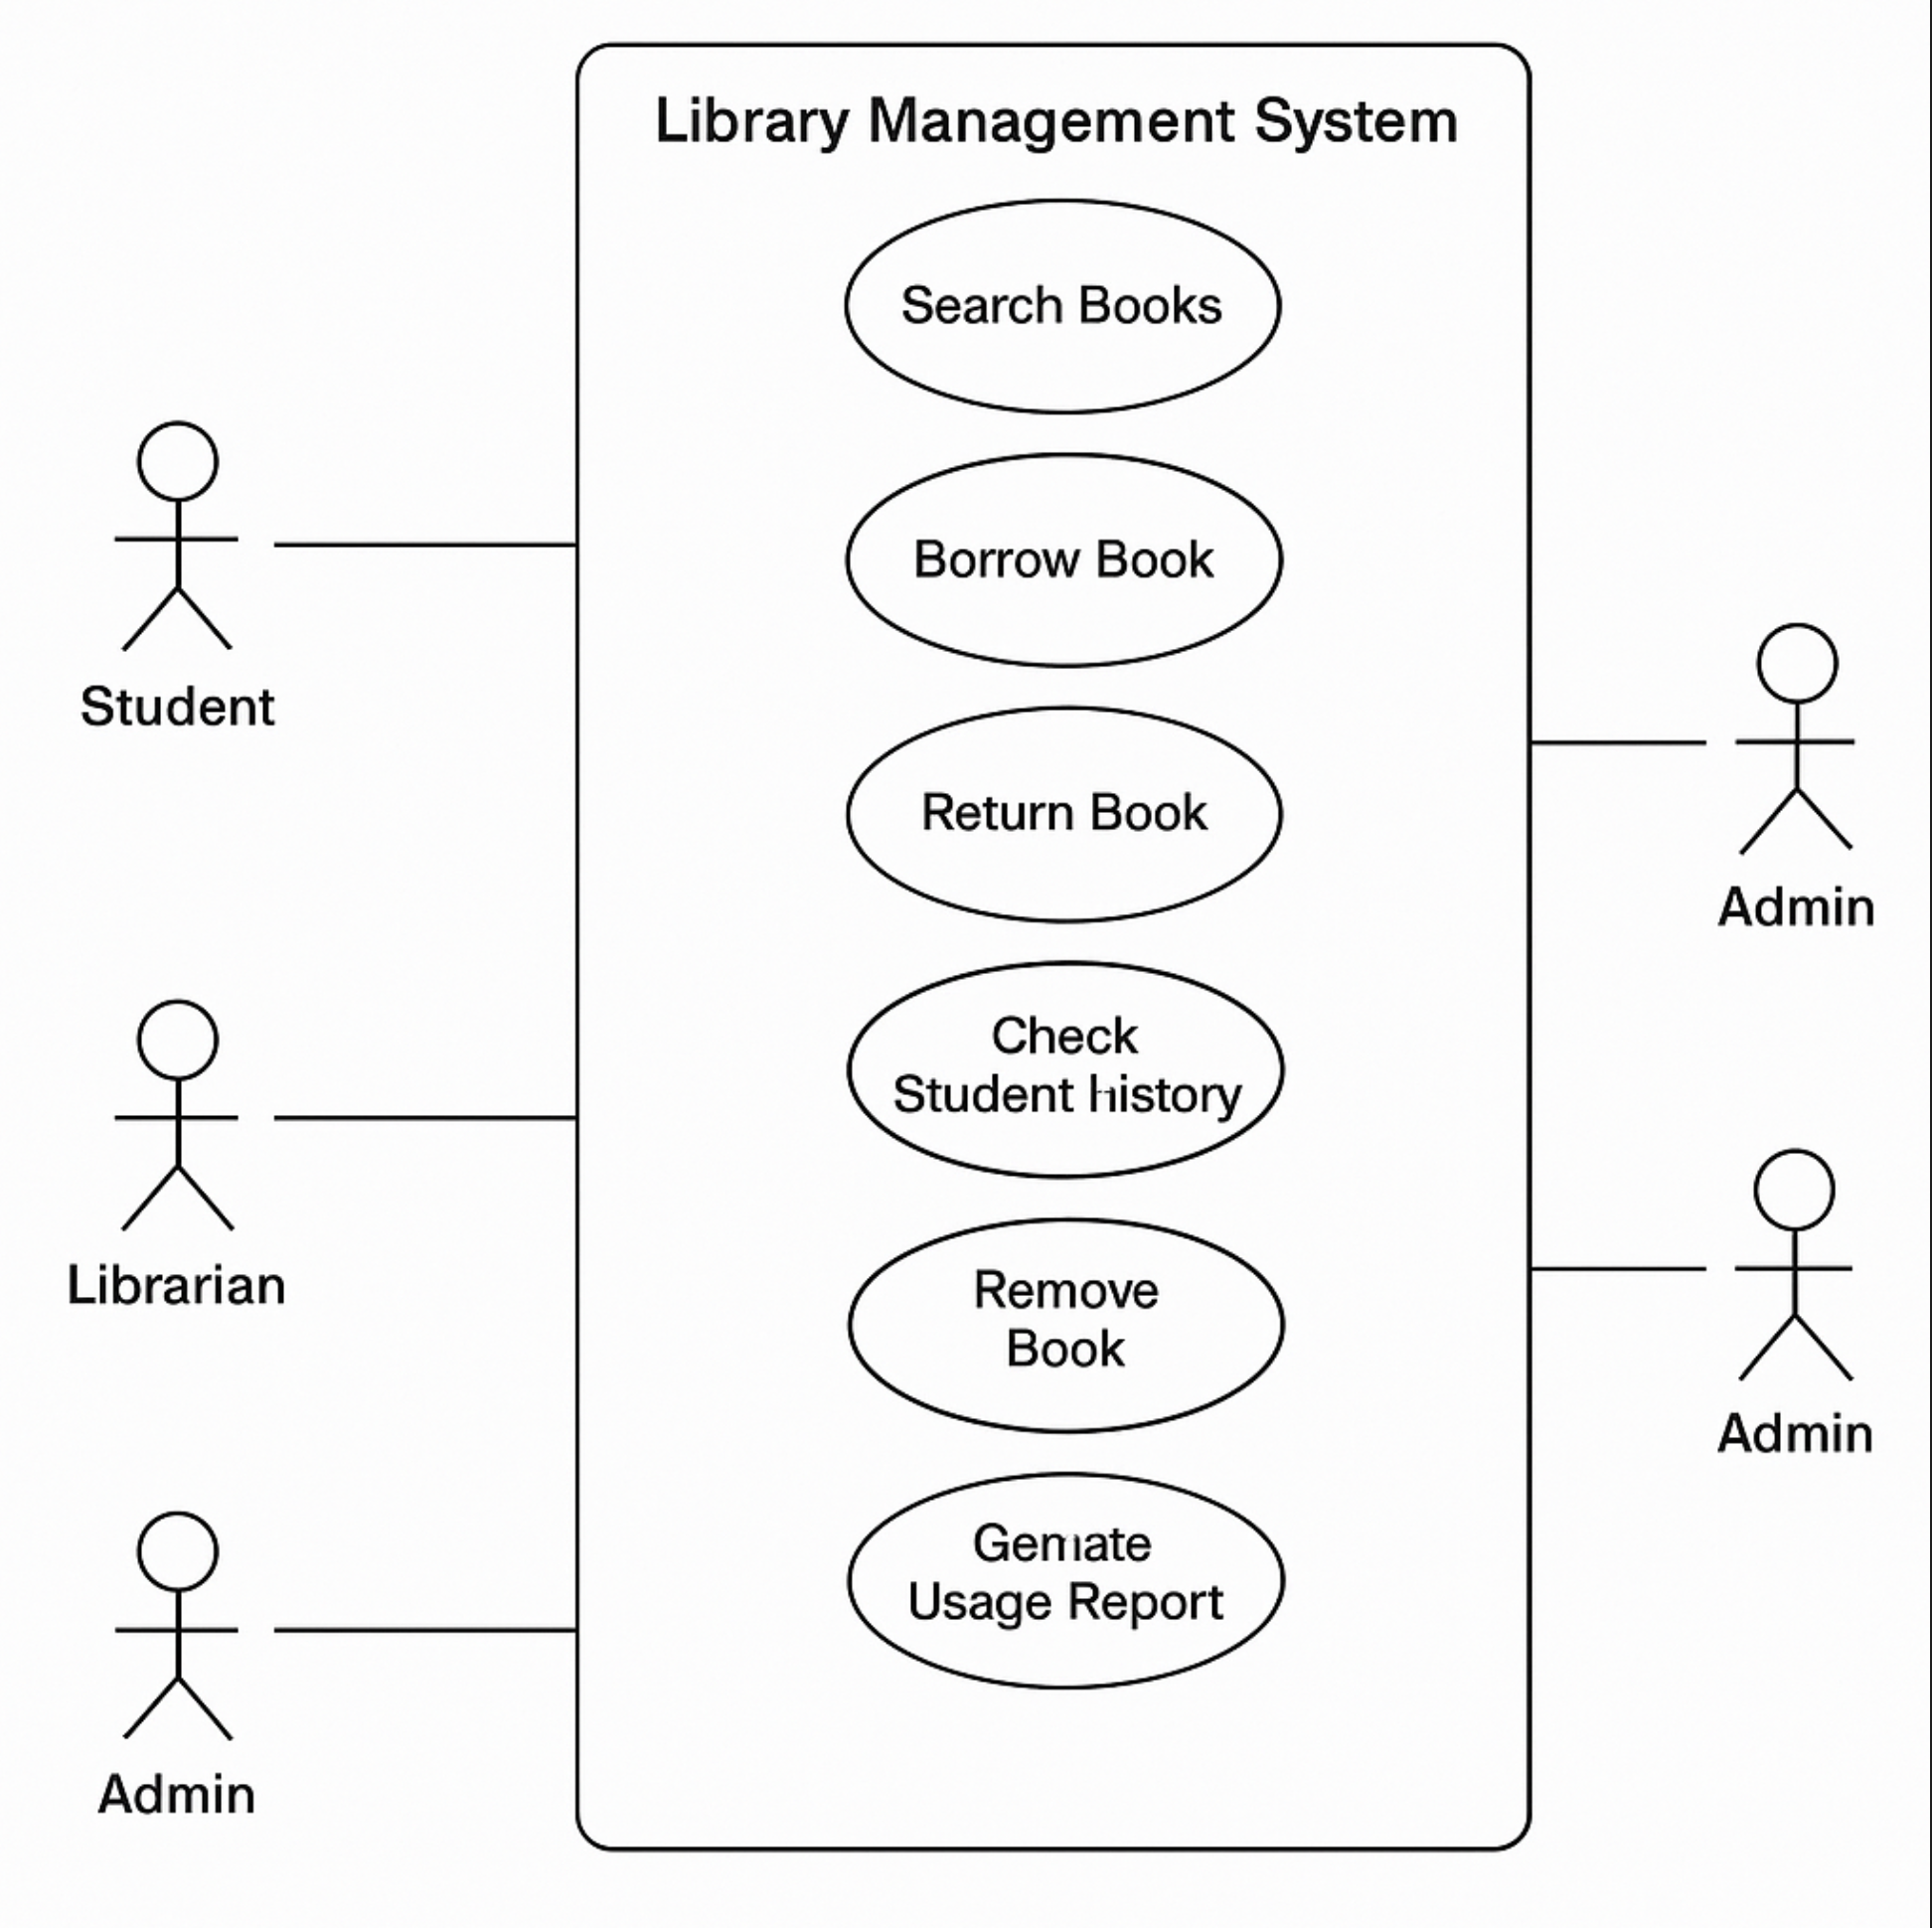 Library Management System
Search Books
Borrow Book
Return Book
Check
Student history
Remove
Book
Gemate
Usage Report
Student
Librarian
Admin
Admin
Admin